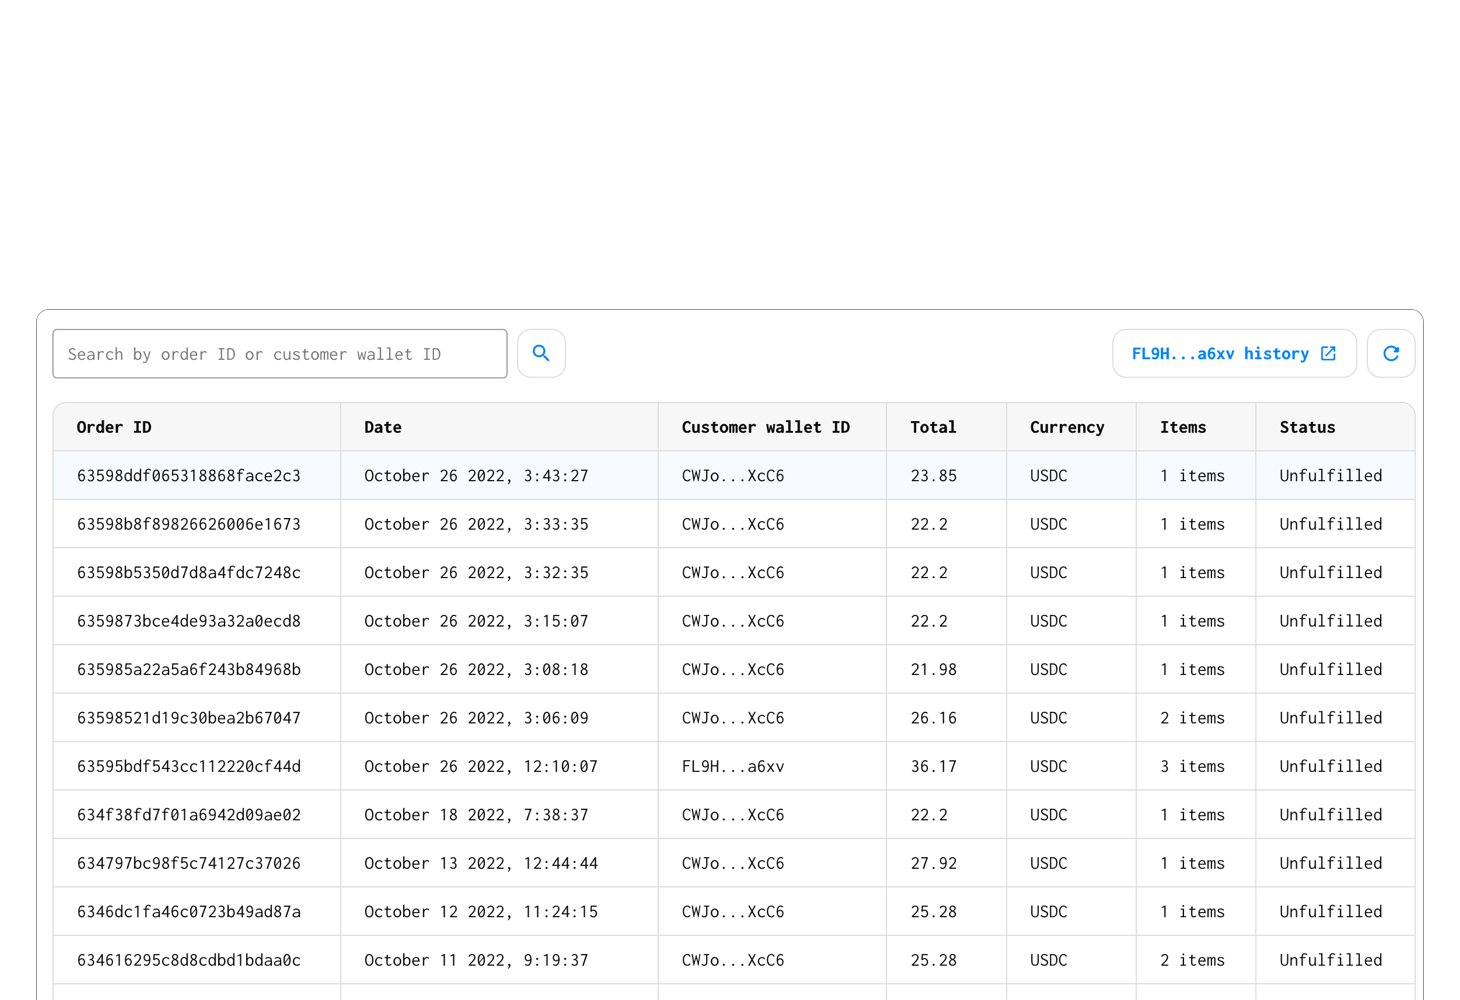 Search by order ID or customer wallet ID
FL9H...a6xv history
Order ID Date Customer wallet ID Total Currency Items Status
63598ddf065318868face2c3 October 26 2022, 3:43:27 CWJo...XcC6 23.85 USDC 1 items Unfulfilled
63598b8f89826626006e1673 October 26 2022, 3:33:35 CWJo...XcC6 22.2 USDC 1 items Unfulfilled
63598b5350d7d8a4fdc7248c October 26 2022, 3:32:35 CWJo...XcC6 22.2 USDC 1 items Unfulfilled
6359873bce4de93a32a0ecd8 October 26 2022, 3:15:07 CWJo...XcC6 22.2 USDC 1 items Unfulfilled
635985a22a5a6f243b84968b October 26 2022, 3:08:18 CWJo...XcC6 21.98 USDC 1 items Unfulfilled
63598521d19c30bea2b67047 October 26 2022, 3:06:09 CWJo...XcC6 26.16 USDC 2 items Unfulfilled
63595bdf543cc112220cf44d October 26 2022, 12:10:07 FL9H...a6xv 36.17 USDC 3 items Unfulfilled
634f38fd7f01a6942d09ae02 October 18 2022, 7:38:37 CWJo...XcC6 22.2 USDC 1 items Unfulfilled
634797bc98f5c74127c37026 October 13 2022, 12:44:44 CWJo...XcC6 27.92 USDC 1 items Unfulfilled
6346dc1fa46c0723b49ad87a October 12 2022, 11:24:15 CWJo...XcC6 25.28 USDC 1 items Unfulfilled
634616295c8d8cdbd1bdaa0c October 11 2022, 9:19:37 CWJo...XcC6 25.28 USDC 2 items Unfulfilled